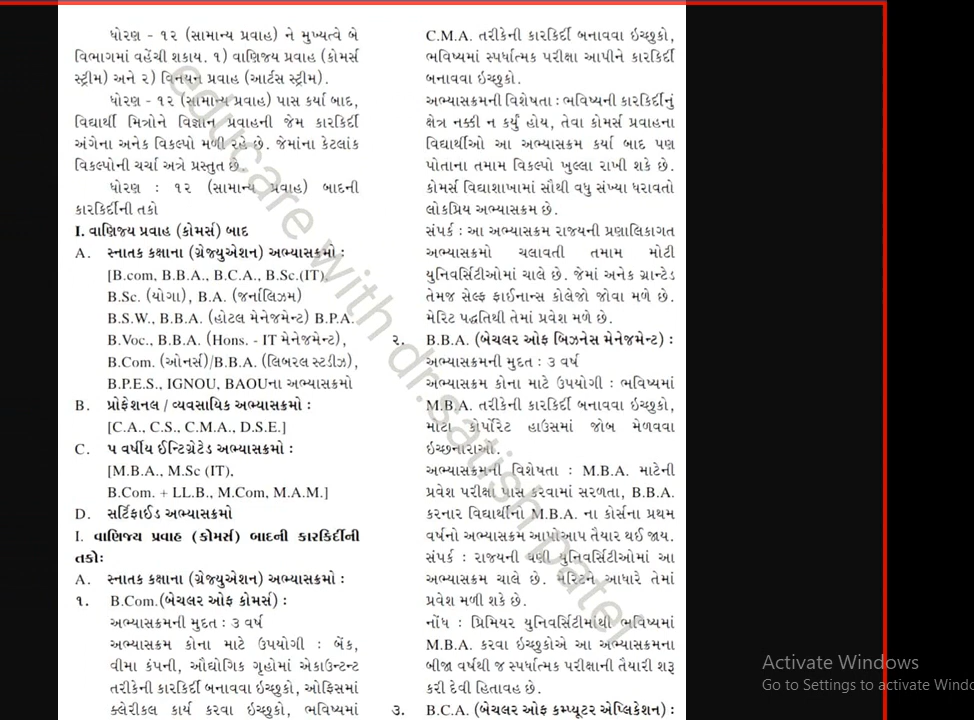 ધોરણ - ૧૨ (સામાન્ય પ્રવાહ) ને મુખ્યત્વે બે
વિભાગમાં વહેંચી શકાય. ૧) વાણિજ્ય પ્રવાહ (કોમર્સ
સ્ટ્રીમ) અને ૨) વિનયન પ્રવાહ (આર્ટસ સ્ટ્રીમ).
ધોરણ - ૧૨ (સામાન્ય પ્રવાહ) પાસ કર્યા બાદ,
વિદ્યાર્થી મિત્રોને વિજ્ઞાન પ્રવાહની જેમ કારકિર્દી
અંગેના અનેક વિકલ્પો મળી રહે છે. જેમાંના કેટલાંક
વિકલ્પોની ચર્ચા અત્રે પ્રસ્તુત છે.
ધોરણ : ૧૨ (સામાન્ય પ્રવાહ) બાદની
કારકિર્દીની તકો
I. વાણિજ્ય પ્રવાહ (કોમર્સ) બાદ
A. સ્નાતક કક્ષાના (ગ્રેજ્યુએશન) અભ્યાસક્રમો :
[B.com, B.B.A., B.C.A., B.Sc.(IT),
B.Sc. (યોગા), B.A. (જર્નાલિઝમ)
B.S.W., B.B.A. (હોટલ મેનેજમેન્ટ) B.P.A.
B.Voc., B.B.A. (Hons. - IT મેનેજમેન્ટ),
B.Com. (ઓનર્સ)/B.B.A. (લિબરલ સ્ટડીઝ),
B.P.E.S., IGNOU, BAOUના અભ્યાસક્રમો
B. પ્રોફેશનલ / વ્યવસાયિક અભ્યાસક્રમો :
[C.A., C.S., C.M.A., D.S.E.]
C. ૫ વર્ષીય ઈન્ટિગ્રેટેડ અભ્યાસક્રમો :
[M.B.A., M.Sc (IT),
B.Com. + LL.B., M.Com, M.A.M.]
D. સર્ટિફાઈડ અભ્યાસક્રમો
I. વાણિજ્ય પ્રવાહ (કોમર્સ) બાદની કારકિર્દીની
તકો:
A. સ્નાતક કક્ષાના (ગ્રેજ્યુએશન) અભ્યાસક્રમો :
૧. B.Com.(બેચલર ઓફ કોમર્સ) :
અભ્યાસક્રમની મુદત : ૩ વર્ષ
અભ્યાસક્રમ કોના માટે ઉપયોગી : બેંક,
વીમા કંપની, ઔદ્યોગિક ગૃહોમાં એકાઉન્ટન્ટ
તરીકેની કારકિર્દી બનાવવા ઇચ્છુકો, ઓફિસમાં
ક્લેરીકલ કાર્ય કરવા ઇચ્છુકો, ભવિષ્યમાં
C.M.A. તરીકેની કારકિર્દી બનાવવા ઇચ્છુકો,
ભવિષ્યમાં સ્પર્ધાત્મક પરીક્ષા આપીને કારકિર્દી
બનાવવા ઇચ્છુકો.
અભ્યાસક્રમની વિશેષતા : ભવિષ્યની કારકિર્દીનું
ક્ષેત્ર નક્કી ન કર્યું હોય, તેવા કોમર્સ પ્રવાહના
વિદ્યાર્થીઓ આ અભ્યાસક્રમ કર્યા બાદ પણ
પોતાના તમામ વિકલ્પો ખુલ્લા રાખી શકે છે.
કોમર્સ વિદ્યાશાખામાં સૌથી વધુ સંખ્યા ધરાવતો
લોકપ્રિય અભ્યાસક્રમ છે.
સંપર્ક : આ અભ્યાસક્રમ રાજ્યની પ્રણાલિકાગત
અભ્યાસક્રમો ચલાવતી તમામ મોટી
યુનિવર્સિટીઓમાં ચાલે છે. જેમાં અનેક ગ્રાન્ટેડ
તેમજ સેલ્ફ ફાઈનાન્સ કોલેજો જોવા મળે છે.
મેરિટ પદ્ધતિથી તેમાં પ્રવેશ મળે છે.
૨. B.B.A. (બેચલર ઓફ બિઝનેસ મેનેજમેન્ટ) :
અભ્યાસક્રમની મુદત : ૩ વર્ષ
અભ્યાસક્રમ કોના માટે ઉપયોગી : ભવિષ્યમાં
M.B.A. તરીકેની કારકિર્દી બનાવવા ઇચ્છુકો,
મોટા કોર્પોરેટ હાઉસમાં જોબ મેળવવા
ઇચ્છનારાઓ.
અભ્યાસક્રમની વિશેષતા : M.B.A. માટેની
પ્રવેશ પરીક્ષા પાસ કરવામાં સરળતા, B.B.A.
કરનાર વિદ્યાર્થીનો M.B.A. ના કોર્સના પ્રથમ
વર્ષનો અભ્યાસક્રમ આપોઆપ તૈયાર થઈ જાય.
સંપર્ક : રાજ્યની ઘણી યુનિવર્સિટીઓમાં આ
અભ્યાસક્રમ ચાલે છે. મેરિટને આધારે તેમાં
પ્રવેશ મળી શકે છે.
નોંધ : પ્રિમિયર યુનિવર્સિટીમાંથી ભવિષ્યમાં
M.B.A. કરવા ઇચ્છુકોએ આ અભ્યાસક્રમના
બીજા વર્ષથી જ સ્પર્ધાત્મક પરીક્ષાની તૈયારી શરૂ
કરી દેવી હિતાવહ છે.
૩. B.C.A. (બેચલર ઓફ કમ્પ્યૂટર એપ્લિકેશન) :
educare with dr.satish patel
Activate Windows
Go to Settings to activate Windo